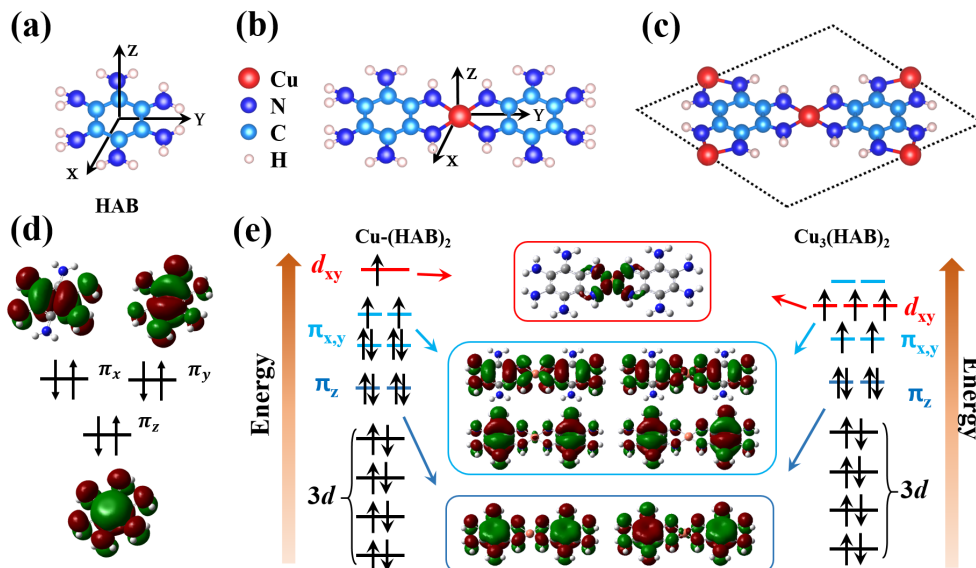 (a)
Z
Y
X
HAB
(b)
Cu
N
C
H
Z
Y
X
(c)
(d)
πx
πy
πz
(e)
Cu-(HAB)2
Cu3(HAB)2
Energy
dxy
πx,y
πz
3d
dxy
πx,y
πz
3d
Energy